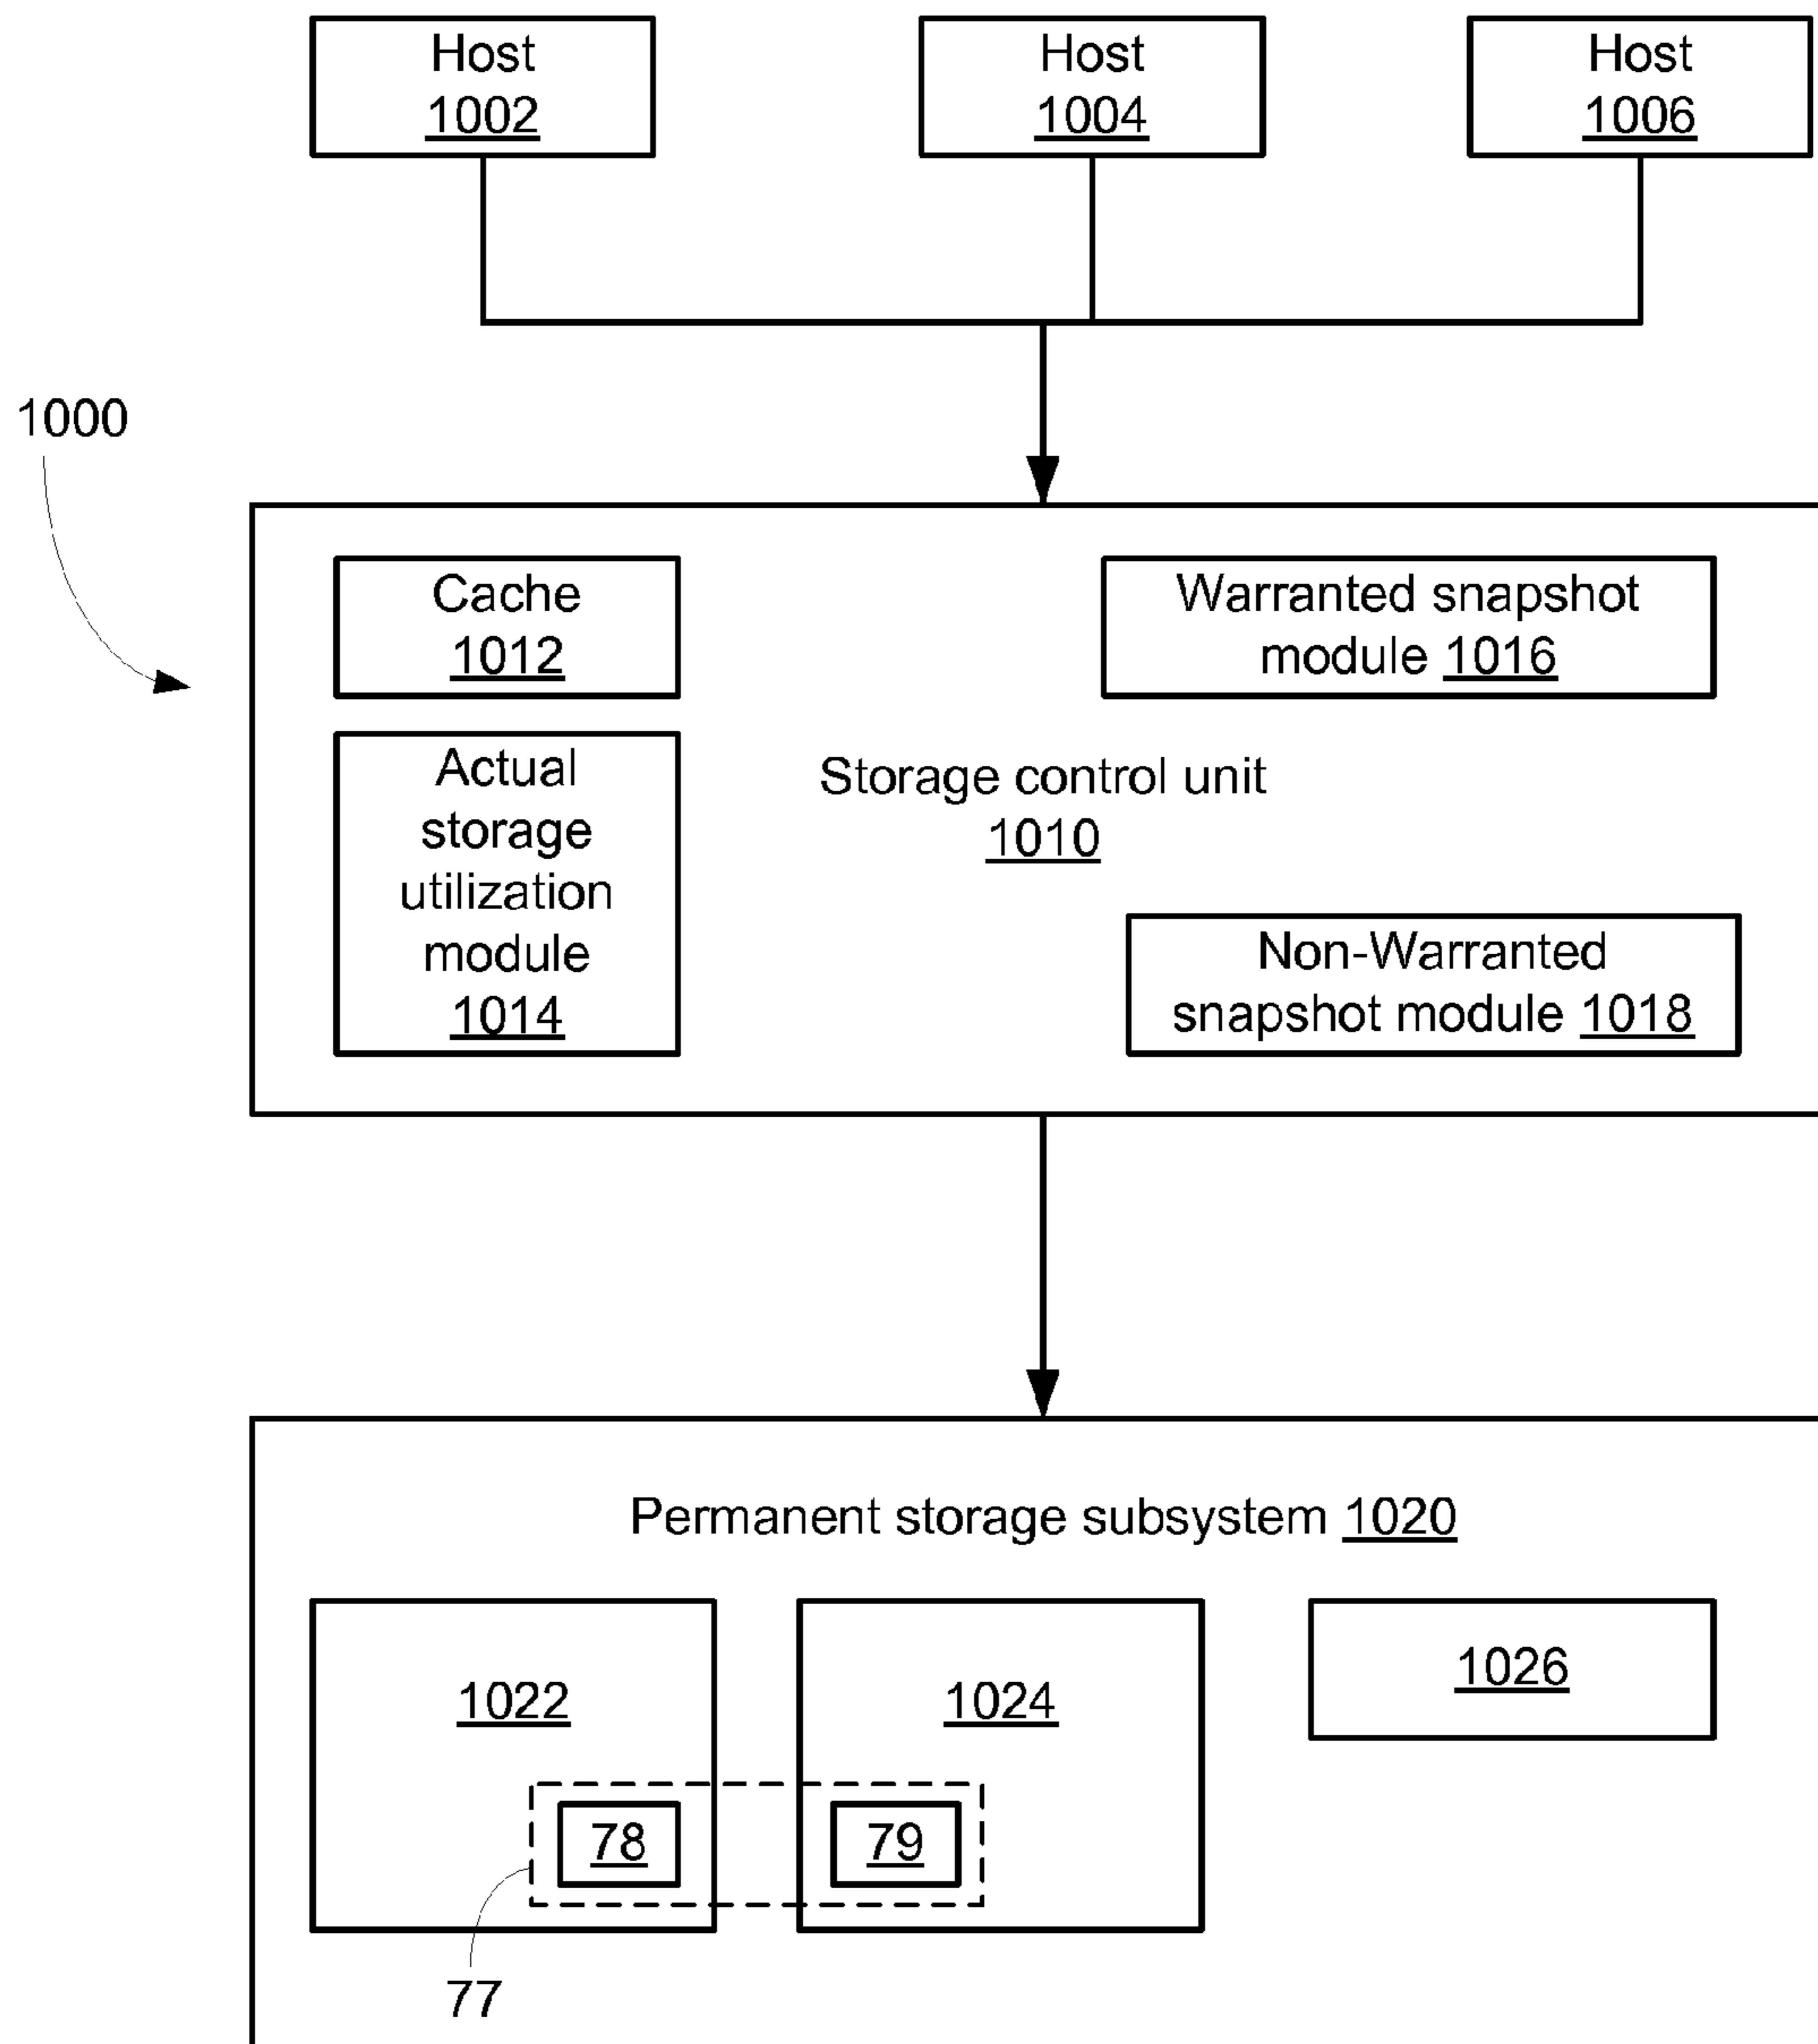 Host
1002
Host
1004
Host
1006
1000
Cache
1012
Warranted snapshot
module 1016
Actual
storage
utilization
module
1014
Storage control unit
1010
Non-Warranted
snapshot module 1018
Permanent storage subsystem 1020
1022
1024
1026
78
79
77